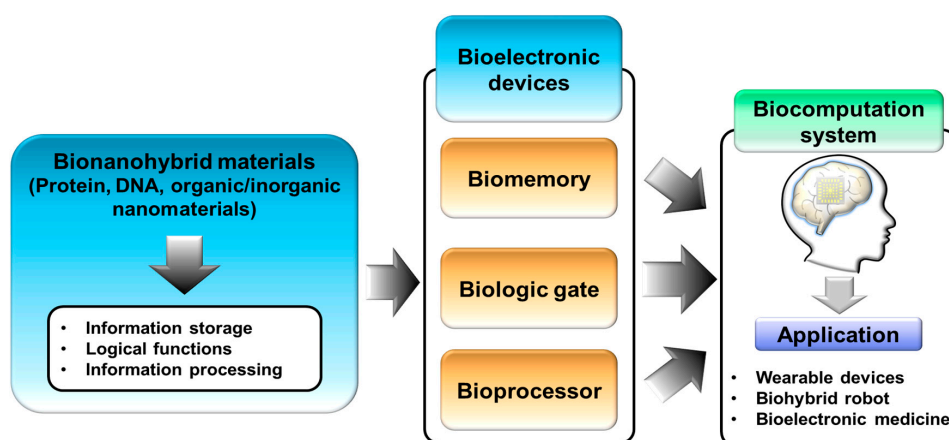 Bionanohybrid materials
(Protein, DNA, organic/inorganic
nanomaterials)
• Information storage
• Logical functions
• Information processing
Bioelectronic
devices
Biomemory
Biologic gate
Bioprocessor
Biocomputation
system
Application
• Wearable devices
• Biohybrid robot
• Bioelectronic medicine